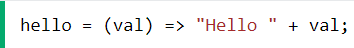 hello = (val) => "Hello " + val;